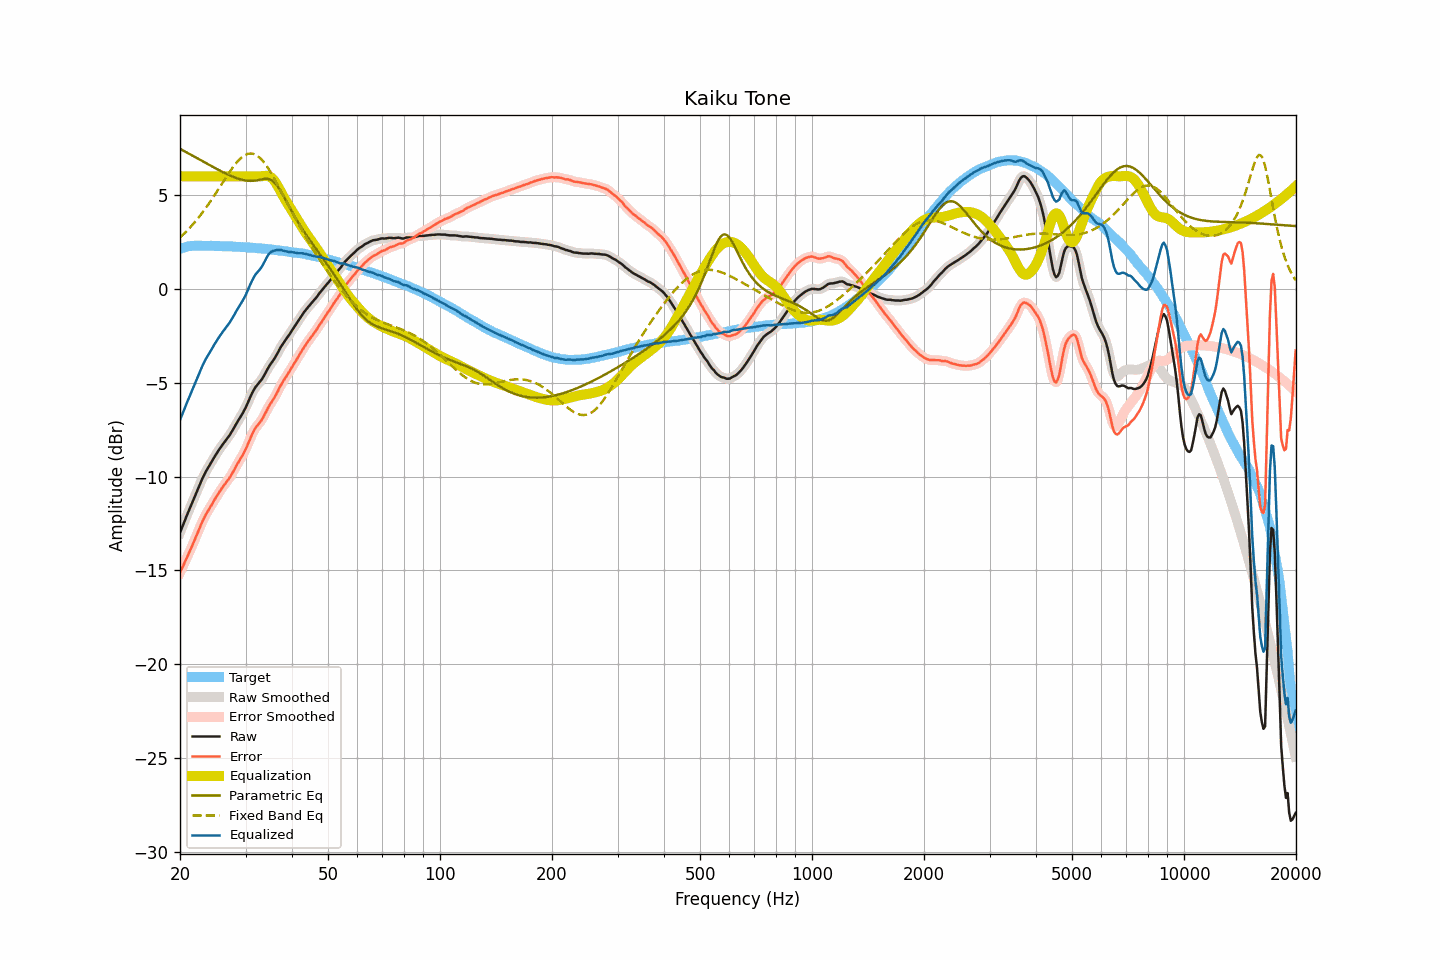 Kaiku Tone
Amplitude (dBr)
5
0
−5
−10
−15
−20
−25
−30
Target
Raw Smoothed
Error Smoothed
Raw
Error
Equalization
Parametric Eq
Fixed Band Eq
Equalized
20 50 100 200 500 1000 2000 5000 10000 20000
Frequency (Hz)